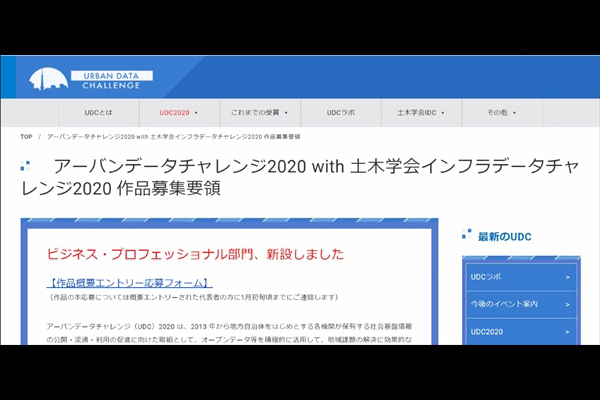 URBAN DATA
CHALLENGE
UDCとは
UDC2020
これまでの受賞
UDCラボ
土木学会IDC
その他
TOP / アーバンデータチャレンジ2020 with 土木学会インフラデータチャレンジ2020 作品募集要領
アーバンデータチャレンジ2020 with 土木学会インフラデータチャ
レンジ2020 作品募集要領
ビジネス・プロフェッショナル部門、新設しました
【作品概要エントリー応募フォーム】
（作品の本応募については概要エントリーされた代表者の方に1月初旬頃までにご連絡します）
アーバンデータチャレンジ（UDC）2020 は、2013 年から地方自治体をはじめとする各機関が保有する社会基盤情報
の公開・流通・利用の促進に向けた取組として、オープンデータ等を積極的に活用して、地域課題の解決に効果的な
最新のUDC
UDCラボ >
今後のイベント案内 >
UDC2020 >